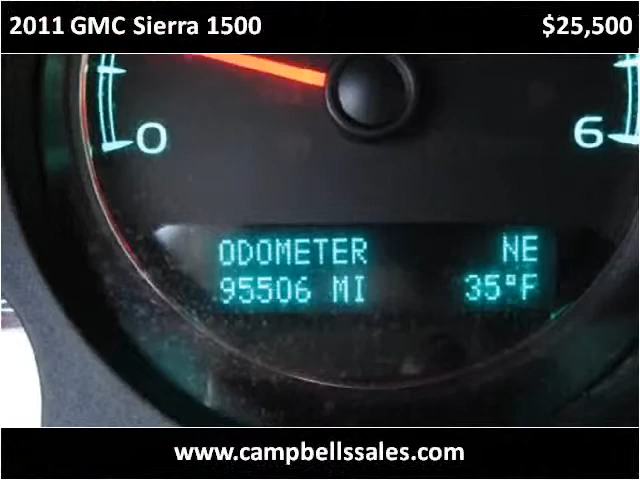 2011 GMC Sierra 1500 $25,500
0 6
ODOMETER NE
95506 MI 35°F
www.campbellssales.com